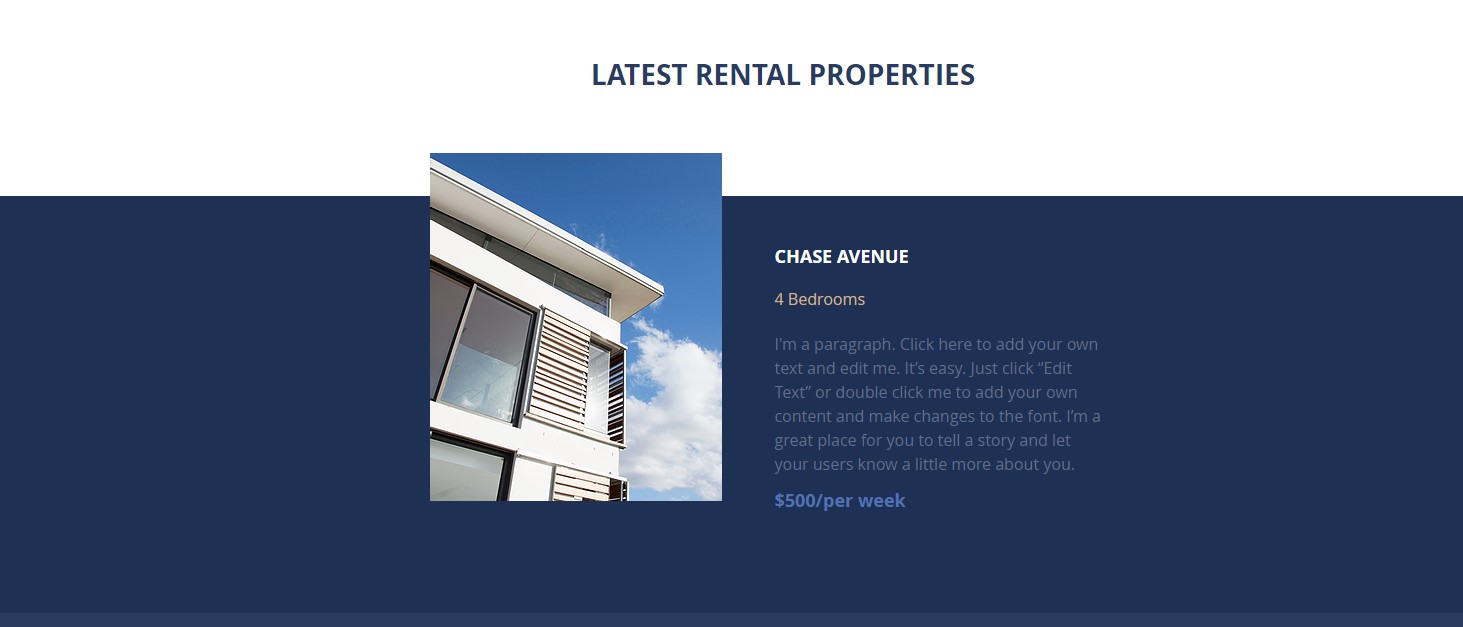 LATEST RENTAL PROPERTIES
CHASE AVENUE
4 Bedrooms
I'm a paragraph. Click here to add your own
text and edit me. It's easy. Just click “Edit
Text” or double click me to add your own
content and make changes to the font. I'm a
great place for you to tell a story and let
your users know a little more about you.
$500/per week